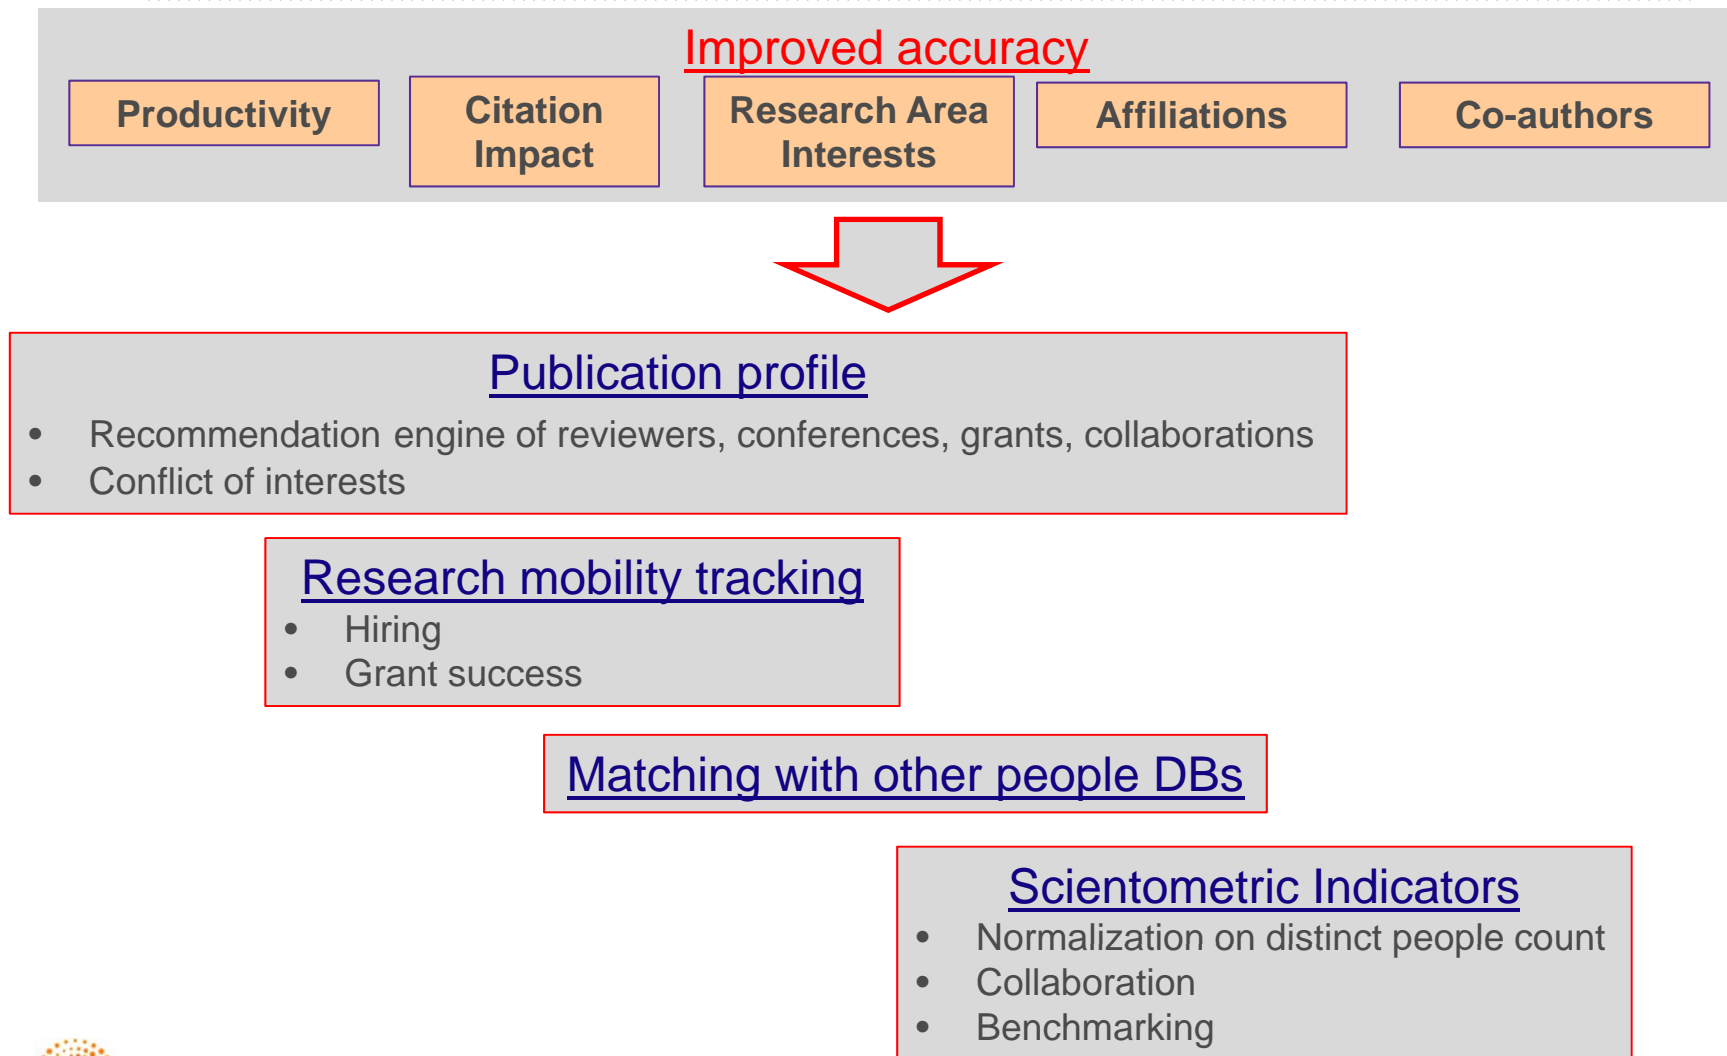 Improved accuracy
Productivity
Citation
Impact
Research Area
Interests
Affiliations
Co-authors
Publication profile
• Recommendation engine of reviewers, conferences, grants, collaborations
• Conflict of interests
Research mobility tracking
• Hiring
• Grant success
Matching with other people DBs
Scientometric Indicators
• Normalization on distinct people count
• Collaboration
• Benchmarking